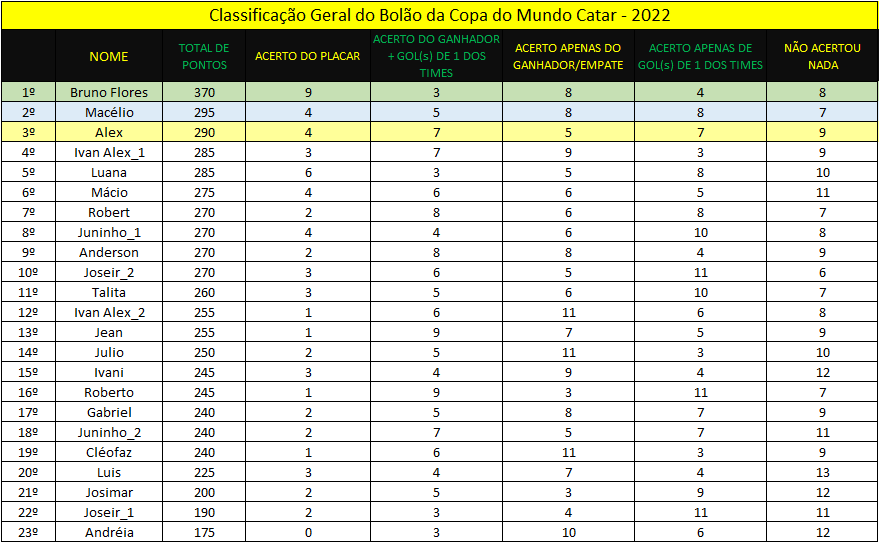 Classificação Geral do Bolão da Copa do Mundo Catar - 2022
NOME TOTAL DE PONTOS ACERTO DO PLACAR ACERTO DO GANHADOR + GOL(s) DE 1 DOS TIMES ACERTO APENAS DO GANHADOR/EMPATE ACERTO APENAS DE GOL(s) DE 1 DOS TIMES NÃO ACERTOU NADA
1º Bruno Flores 370 9 3 8 4 8
2º Macélio 295 4 5 8 8 7
3º Alex 290 4 7 5 7 9
4º Ivan Alex_1 285 3 7 9 3 9
5º Luana 285 6 3 5 8 10
6º Mácio 275 4 6 6 5 11
7º Robert 270 2 8 6 8 7
8º Juninho_1 270 4 4 6 10 8
9º Anderson 270 2 8 8 4 9
10º Joseir_2 270 3 6 5 11 6
11º Talita 260 3 5 6 10 7
12º Ivan Alex_2 255 1 6 11 6 8
13º Jean 255 1 9 7 5 9
14º Julio 250 2 5 11 3 10
15º Ivani 245 3 4 9 4 12
16º Roberto 245 1 9 3 11 7
17º Gabriel 240 2 5 8 7 9
18º Juninho_2 240 2 7 5 7 11
19º Cléofaz 240 1 6 11 3 9
20º Luis 225 3 4 7 4 13
21º Josimar 200 2 5 3 9 12
22º Joseir_1 190 2 3 4 11 11
23º Andréia 175 0 3 10 6 12